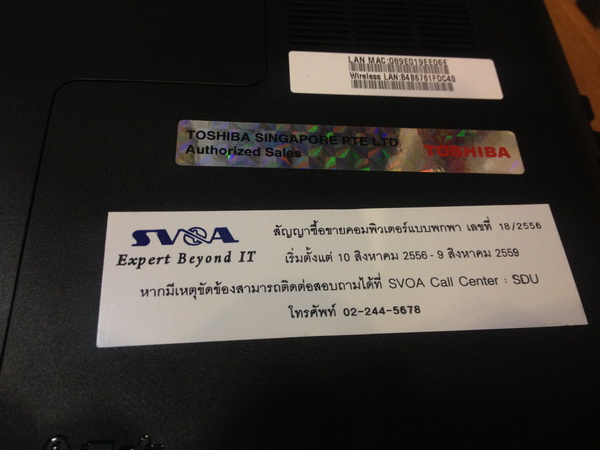 LAN MAC:089E019EE06E
Wireless LAN:B4B6761FDC40
TOSHIBA SINGAPORE PTE LTD
Authorized Sales
TOSHIBA
SVOA
Expert Beyond IT
สัญญาซื้อขายคอมพิวเตอร์แบบพกพา เลขที่ 18/2556
เริ่มตั้งแต่ 10 สิงหาคม 2556 - 9 สิงหาคม 2559
หากมีเหตุขัดข้องสามารถติดต่อสอบถามได้ที่ SVOA Call Center : SDU
โทรศัพท์ 02-244-5678